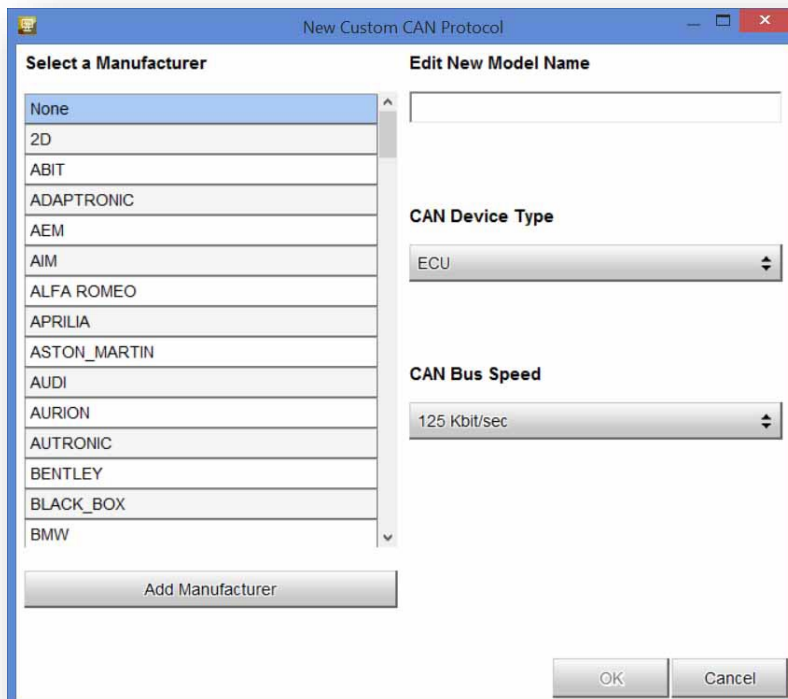 New Custom CAN Protocol
Select a Manufacturer
None
2D
ABIT
ADAPTRONIC
AEM
AIM
ALFA ROMEO
APRILIA
ASTON_MARTIN
AUDI
AURION
AUTRONIC
BENTLEY
BLACK_BOX
BMW
Add Manufacturer
Edit New Model Name
CAN Device Type
ECU
CAN Bus Speed
125 Kbit/sec
OK
Cancel